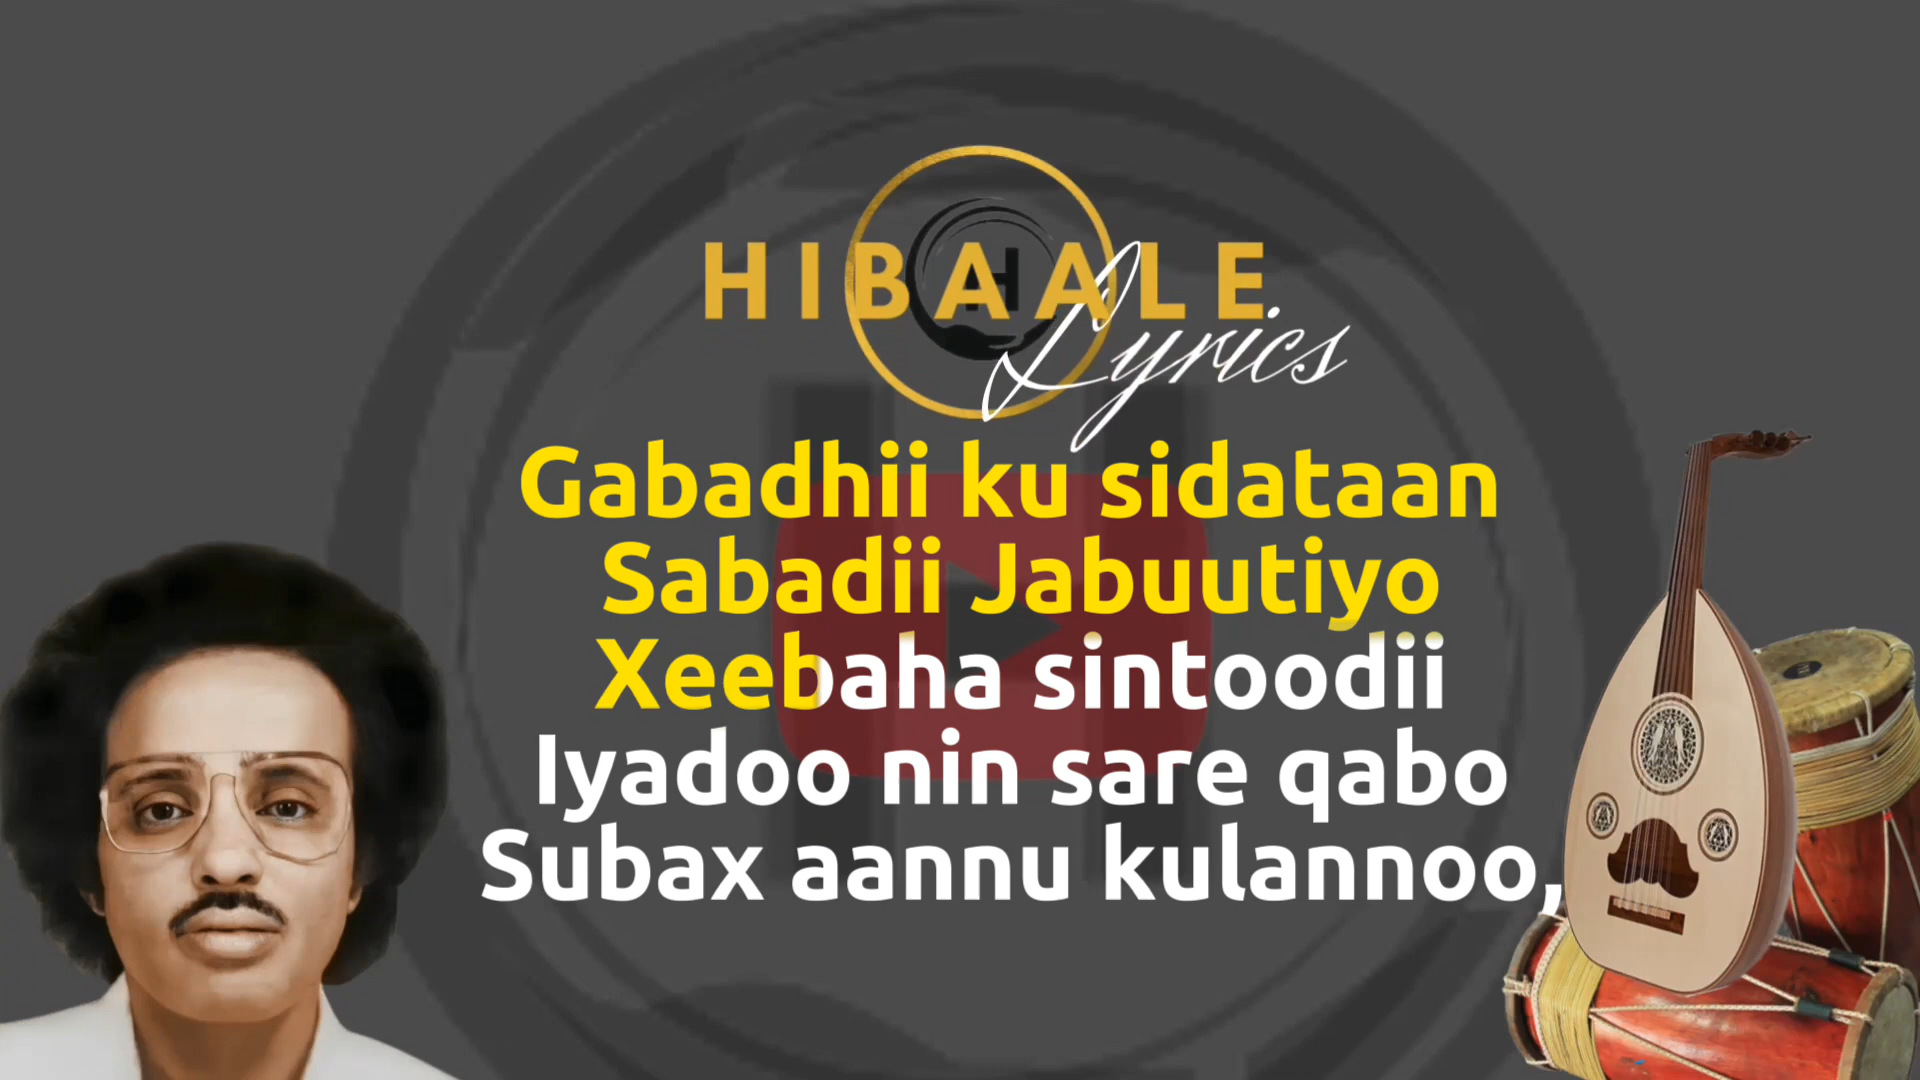 HIBAALE
Lyrics
Gabadhii ku sidataan
Sabadii Jabuutiyo
Xeebaha sintoodii
Iyadoo nin sare qabo
Subax aannu kulannoo,